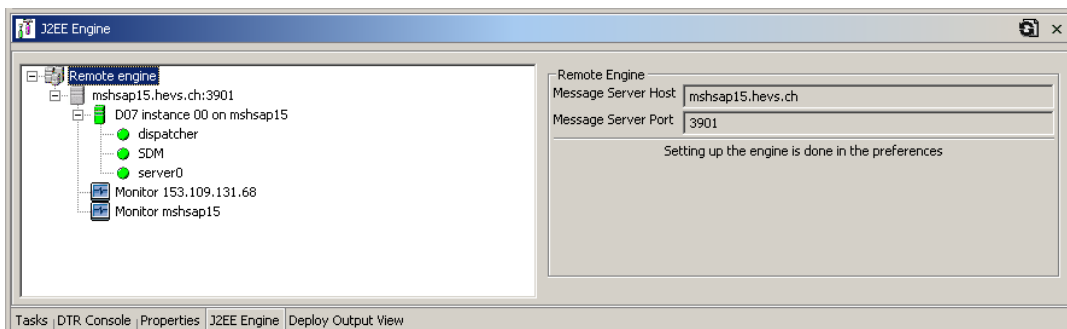 J2EE Engine
Remote engine
mshsap15.hevs.ch:3901
D07 instance 00 on mshsap15
dispatcher
SDM
server0
Monitor 153.109.131.68
Monitor mshsap15
Remote Engine
Message Server Host mshsap15.hevs.ch
Message Server Port 3901
Setting up the engine is done in the preferences
Tasks DTR Console Properties J2EE Engine Deploy Output View